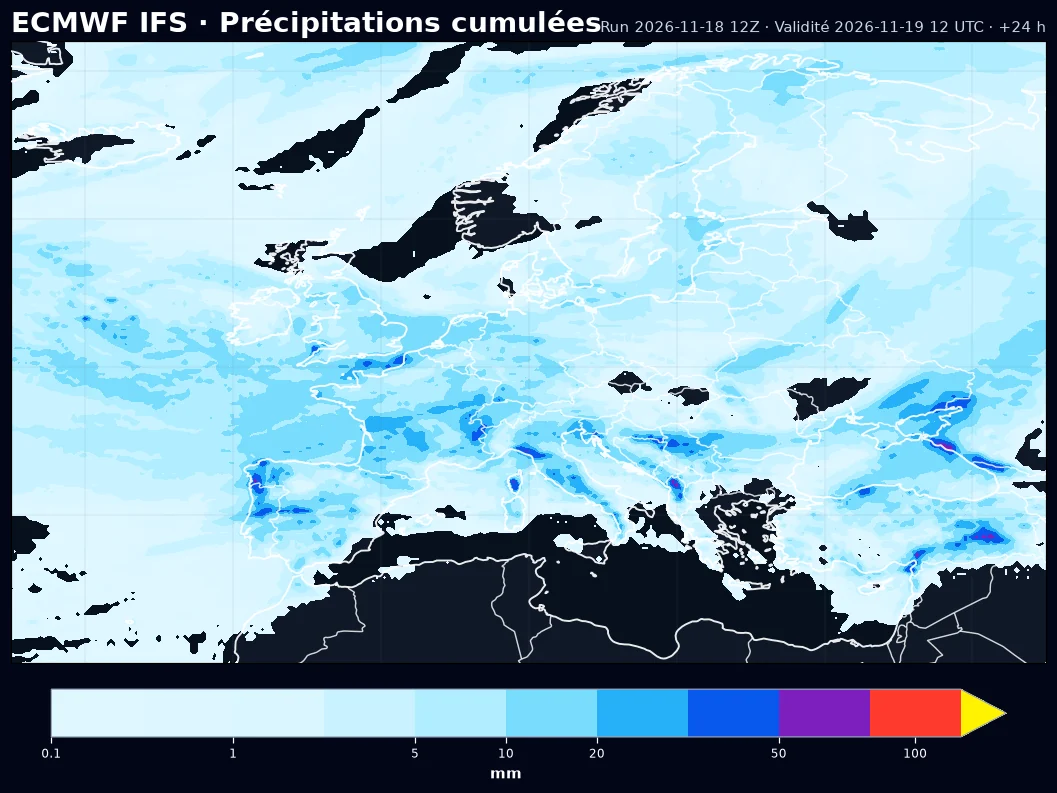 ECMWF IFS · Précipitations cumulées
Run 2026-11-18 12Z · Validité 2026-11-19 12 UTC · +24 h
0.1 1 5 10 20 50 100
mm